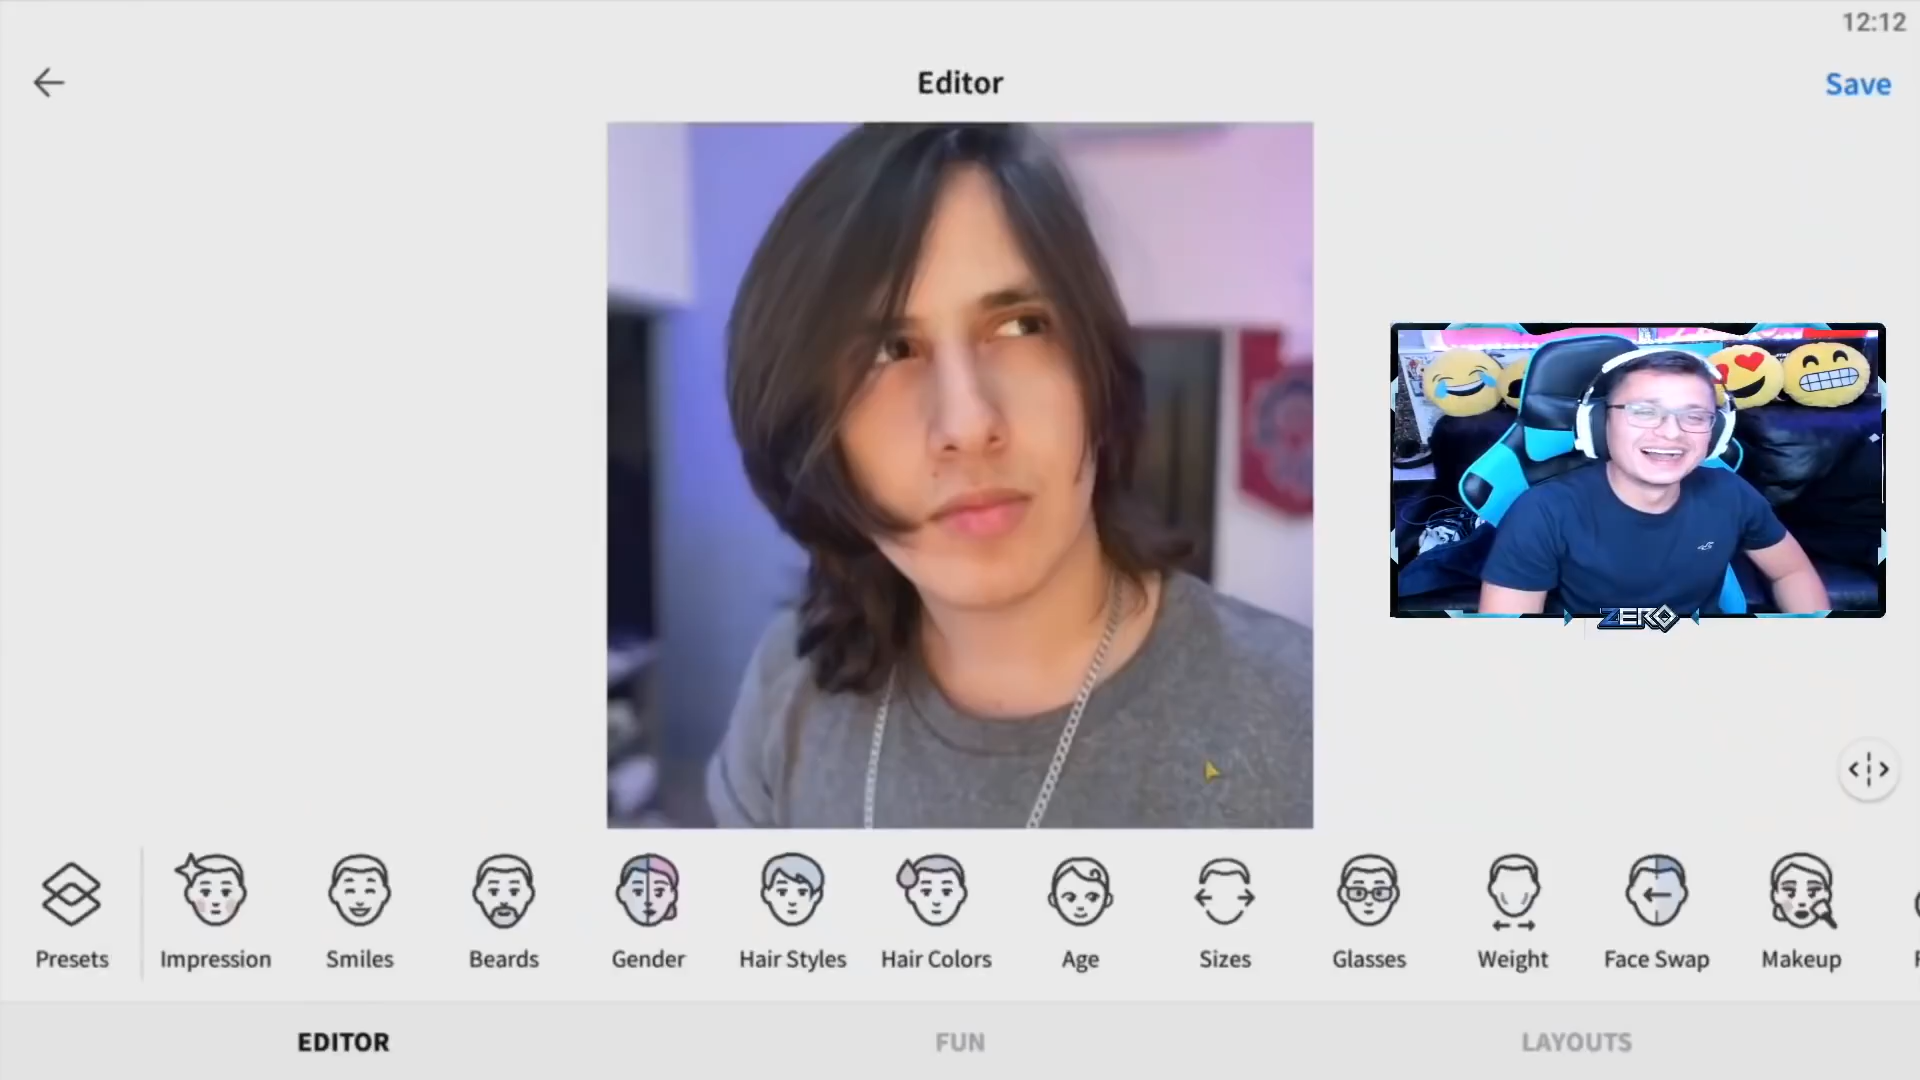 12:12
Editor
Save
ZERO
Presets
Impression
Smiles
Beards
Gender
Hair Styles
Hair Colors
Age
Sizes
Glasses
Weight
Face Swap
Makeup
EDITOR
FUN
LAYOUTS